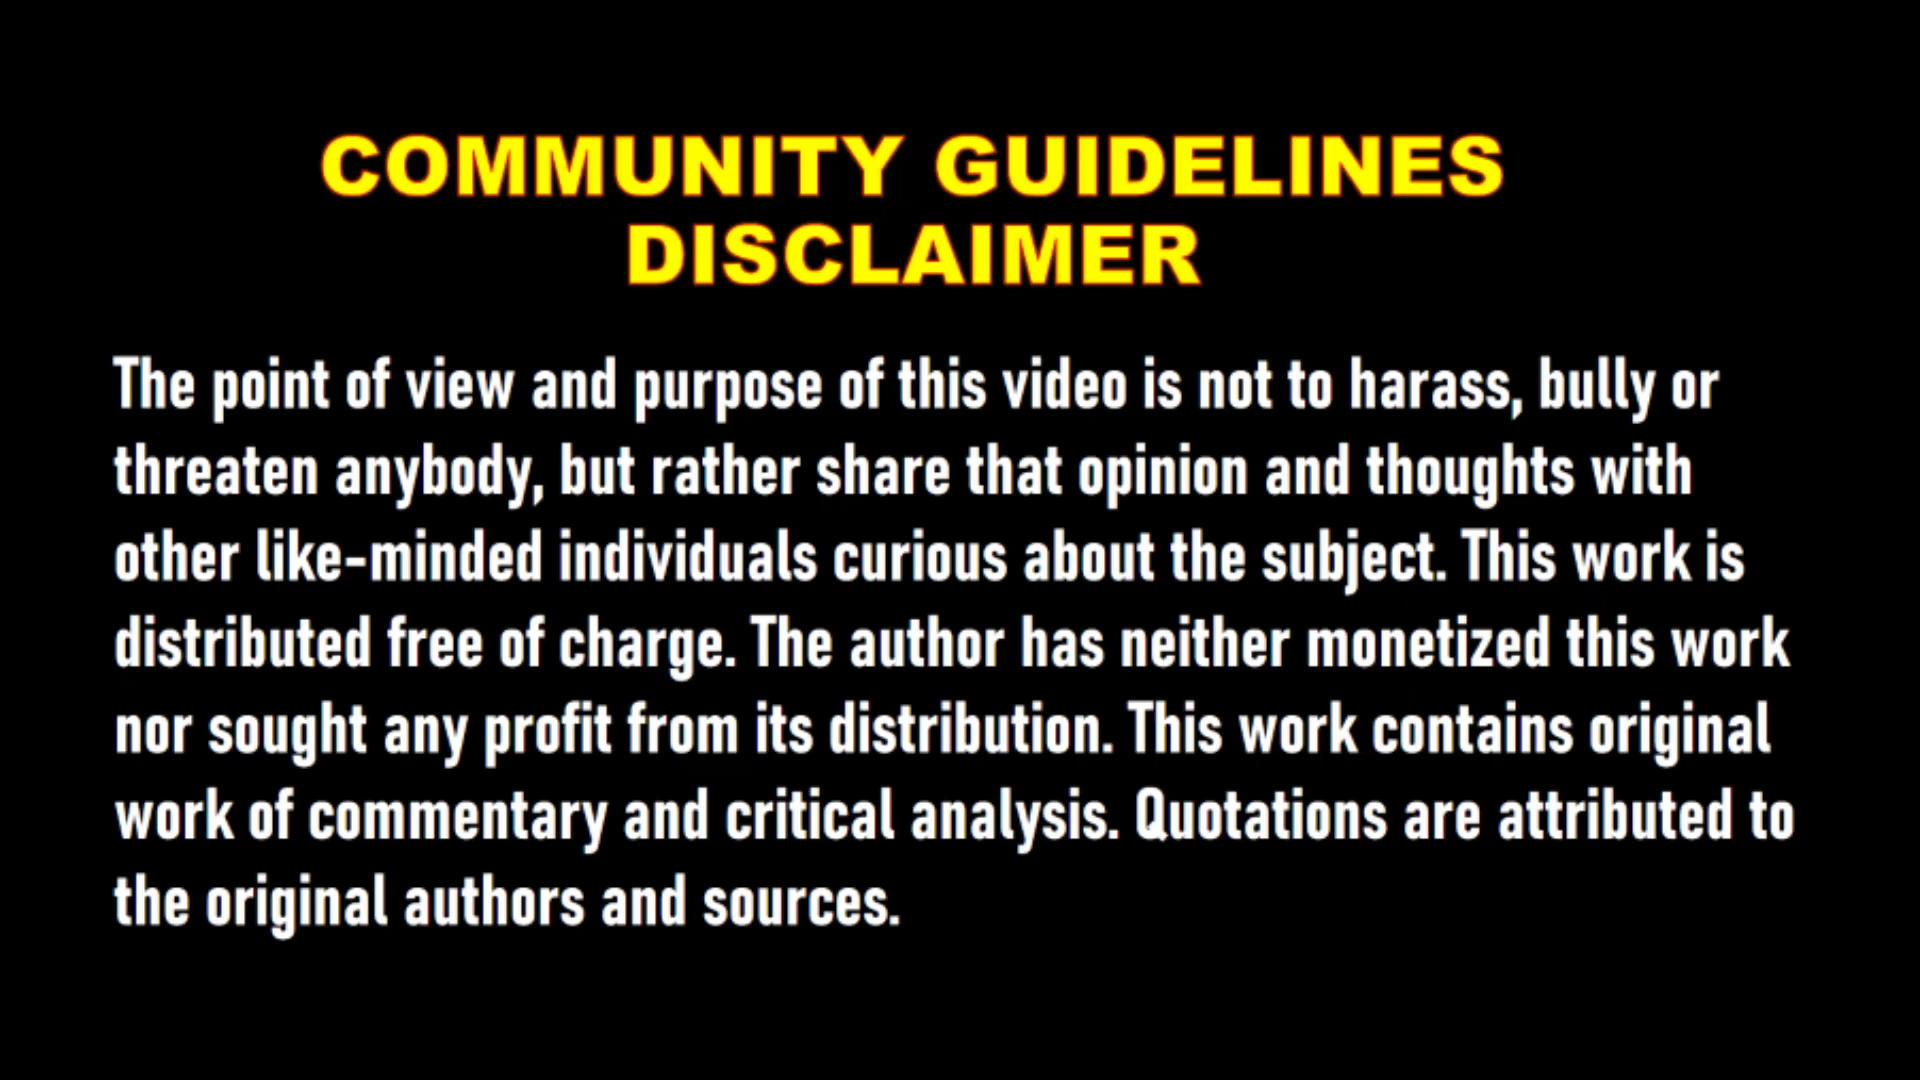 COMMUNITY GUIDELINES
DISCLAIMER
The point of view and purpose of this video is not to harass, bully or
threaten anybody, but rather share that opinion and thoughts with
other like-minded individuals curious about the subject. This work is
distributed free of charge. The author has neither monetized this work
nor sought any profit from its distribution. This work contains original
work of commentary and critical analysis. Quotations are attributed to
the original authors and sources.